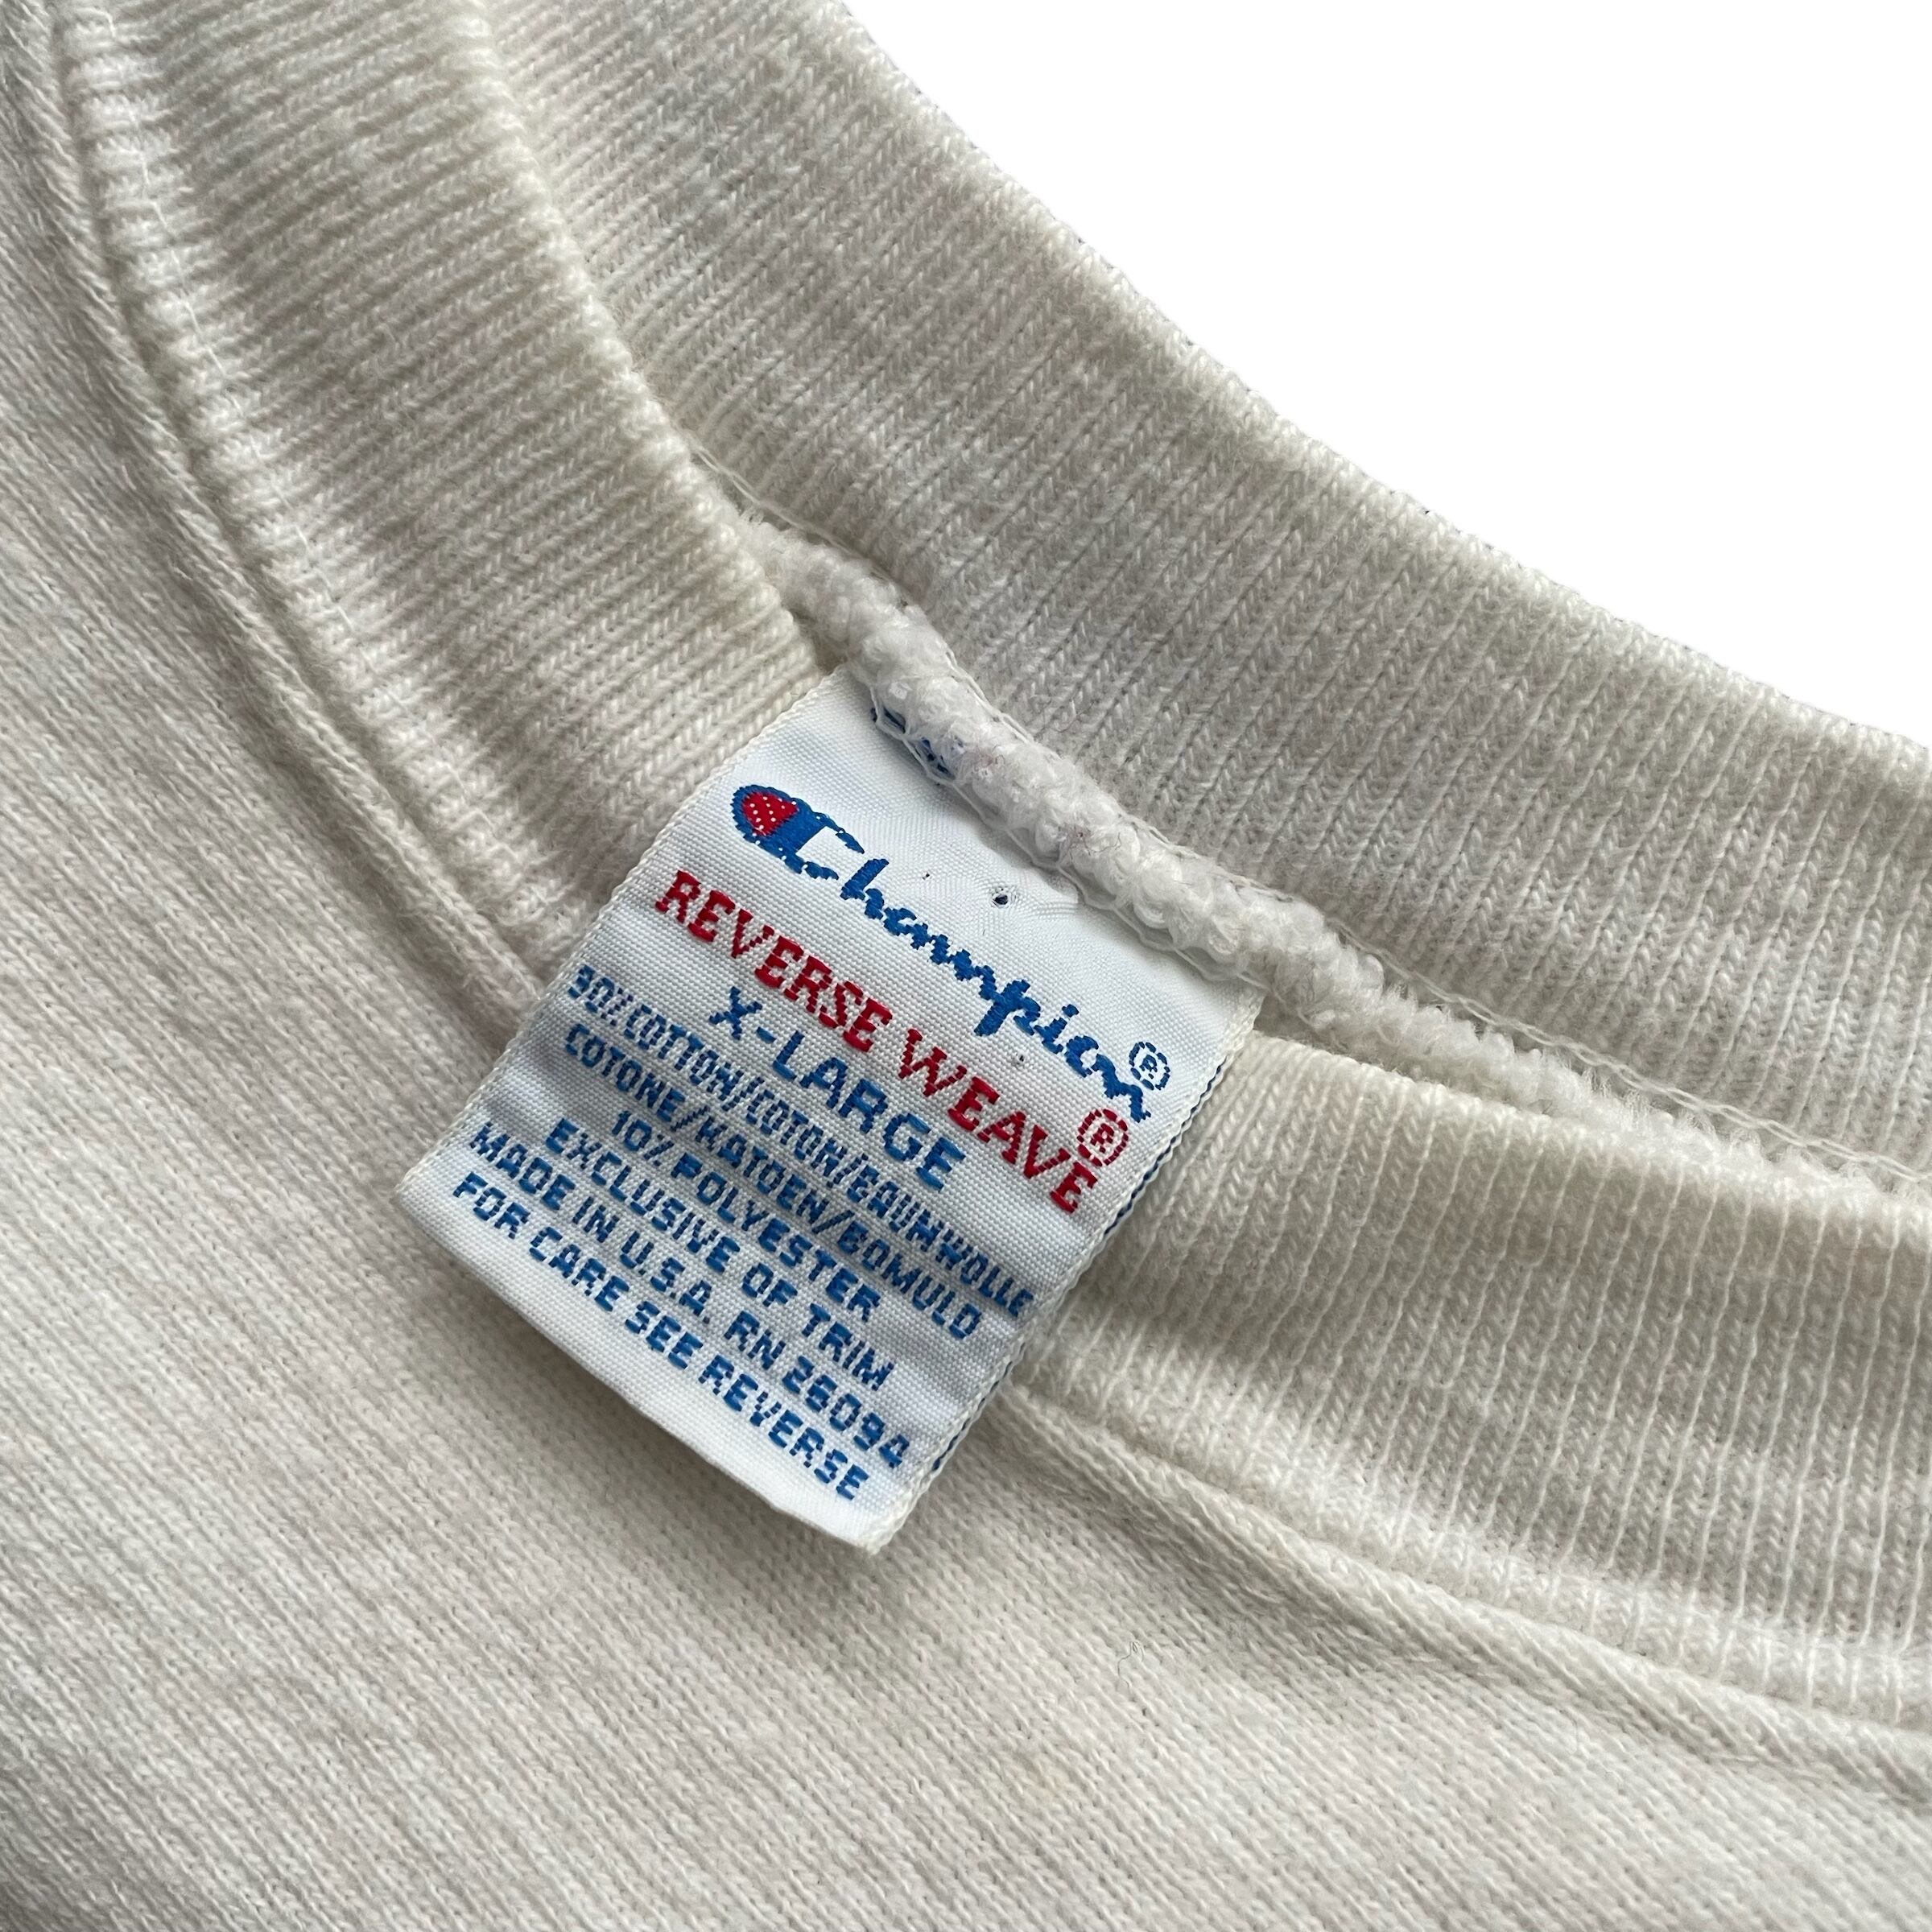 Champion®
REVERSE WEAVE®
X-LARGE
90% COTTON/COTON/BAUMWOLLE
COTONE/KATOEN/BOMULD
10% POLYESTER
EXCLUSIVE OF TRIM
MADE IN U.S.A. RN 26094
FOR CARE SEE REVERSE